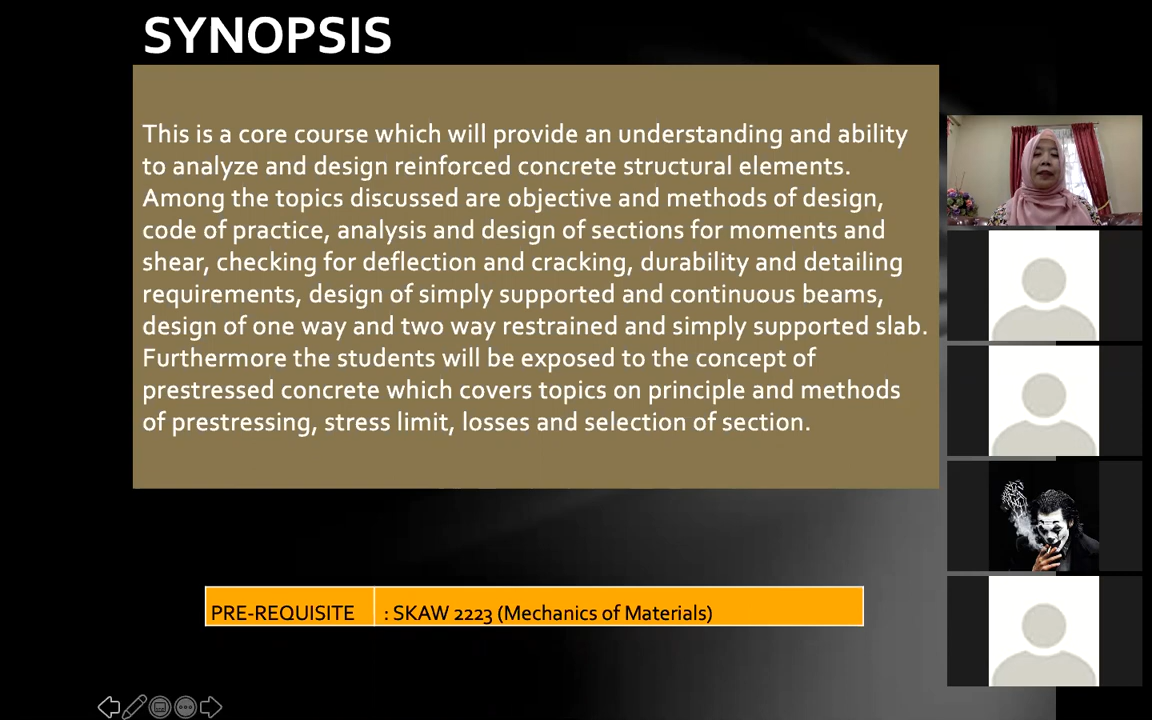 SYNOPSIS
This is a core course which will provide an understanding and ability
to analyze and design reinforced concrete structural elements.
Among the topics discussed are objective and methods of design,
code of practice, analysis and design of sections for moments and
shear, checking for deflection and cracking, durability and detailing
requirements, design of simply supported and continuous beams,
design of one way and two way restrained and simply supported slab.
Furthermore the students will be exposed to the concept of
prestressed concrete which covers topics on principle and methods
of prestressing, stress limit, losses and selection of section.
PRE-REQUISITE : SKAW 2223 (Mechanics of Materials)